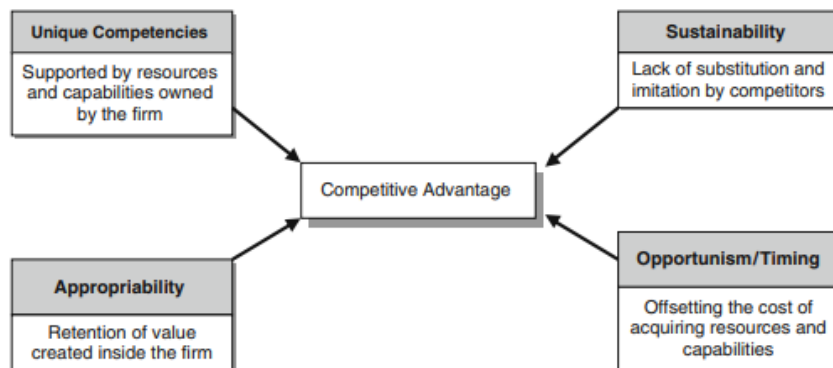 Unique Competencies
Supported by resources
and capabilities owned
by the firm
Sustainability
Lack of substitution and
imitation by competitors
Competitive Advantage
Appropriability
Retention of value
created inside the firm
Opportunism/Timing
Offsetting the cost of
acquiring resources and
capabilities